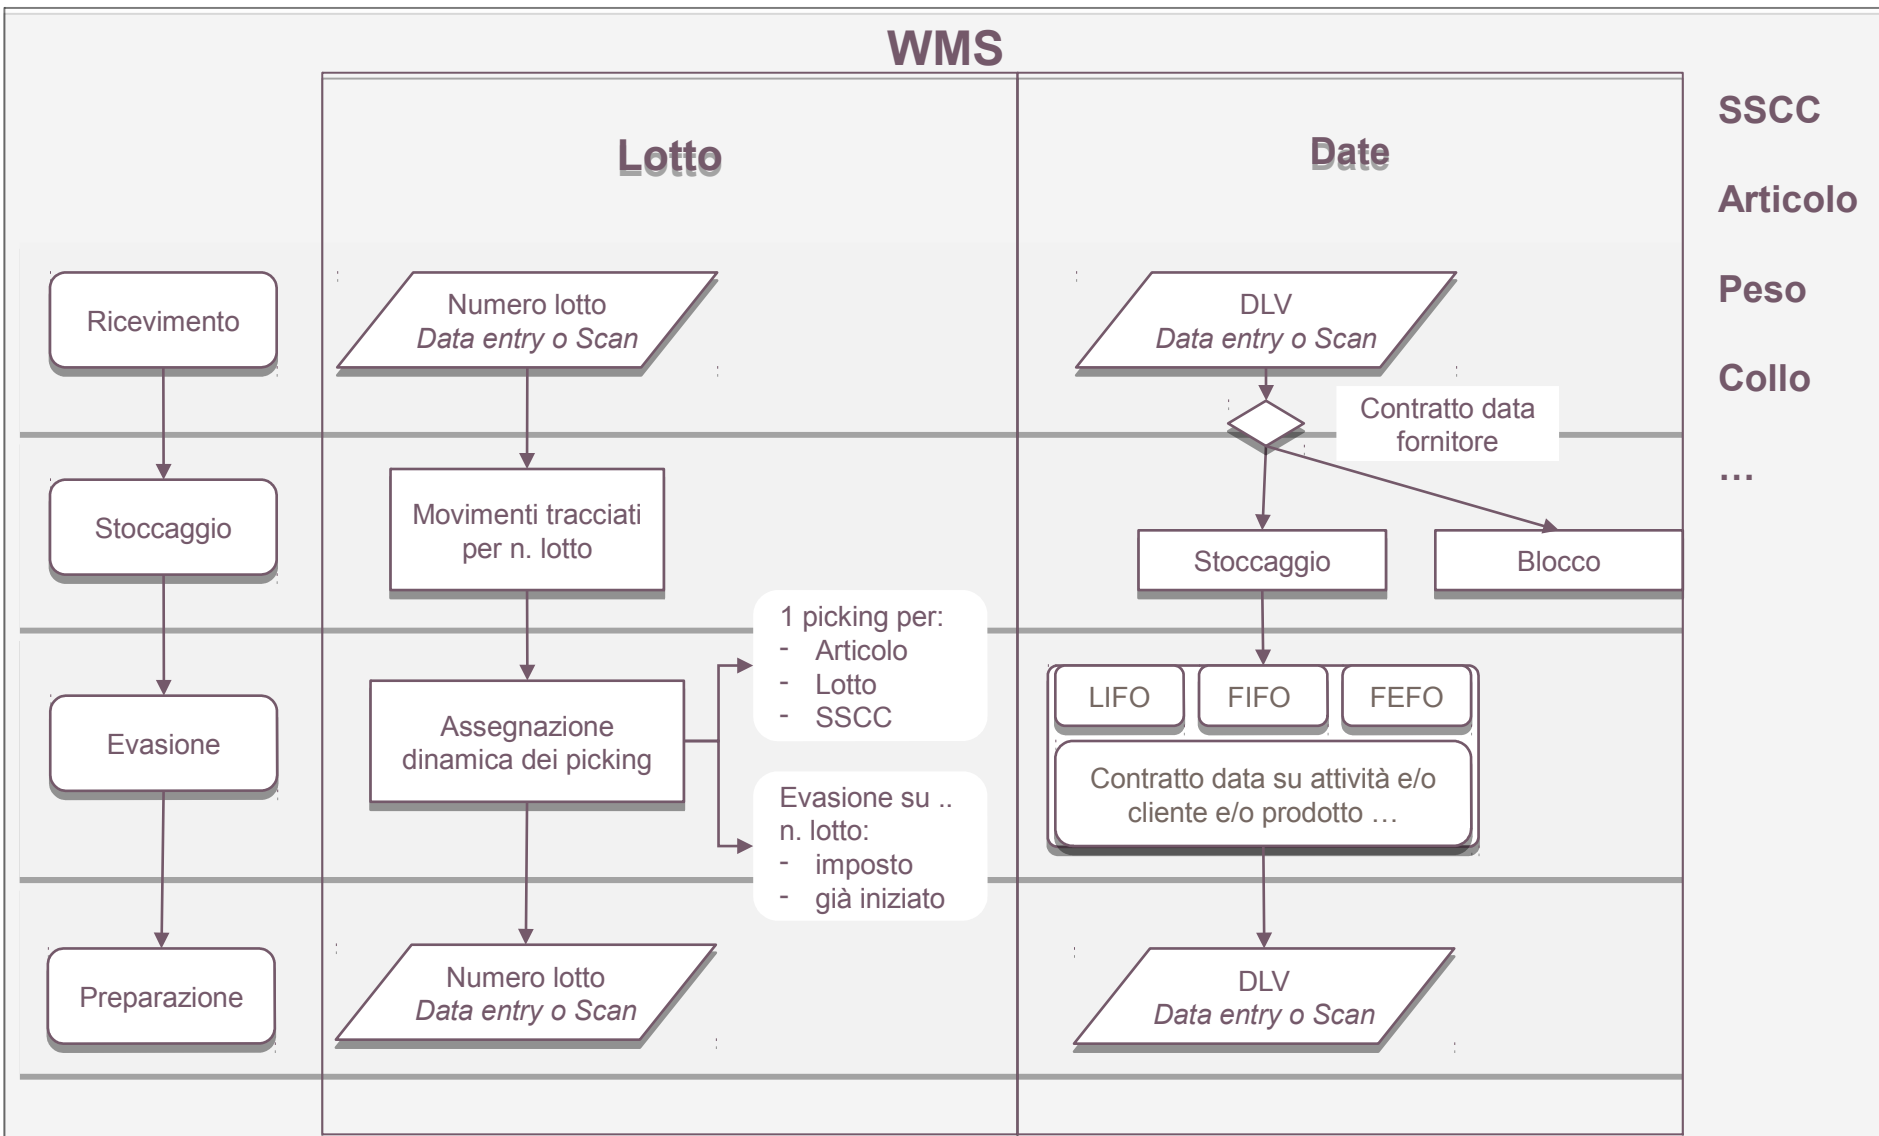 WMS
Lotto
Date
SSCC
Articolo
Peso
Collo
...
Ricevimento
Numero lotto
Data entry o Scan
DLV
Data entry o Scan
Contratto data
fornitore
Stoccaggio
Movimenti tracciati
per n. lotto
Stoccaggio
Blocco
Evasione
Assegnazione
dinamica dei picking
1 picking per:
- Articolo
- Lotto
- SSCC
Evasione su ..
n. lotto:
- imposto
- già iniziato
LIFO
FIFO
FEFO
Contratto data su attività e/o
cliente e/o prodotto ...
Preparazione
Numero lotto
Data entry o Scan
DLV
Data entry o Scan